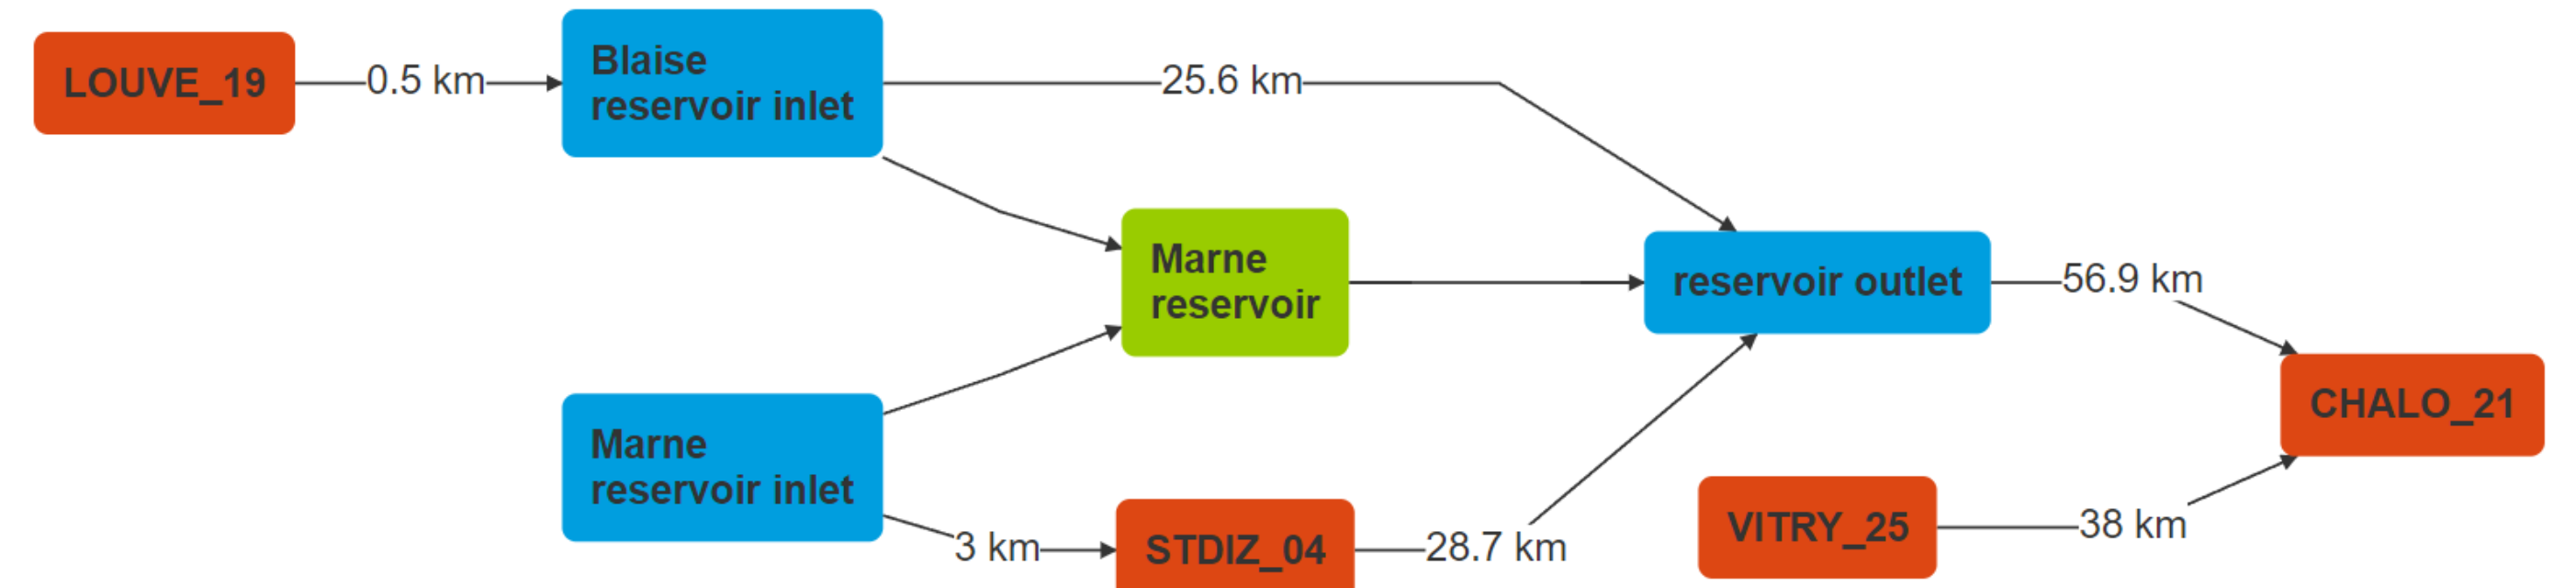 LOUVE_19
0.5 km
Blaise
reservoir inlet
25.6 km
Marne
reservoir
reservoir outlet
56.9 km
CHALO_21
Marne
reservoir inlet
3 km
STDIZ_04
28.7 km
VITRY_25
38 km